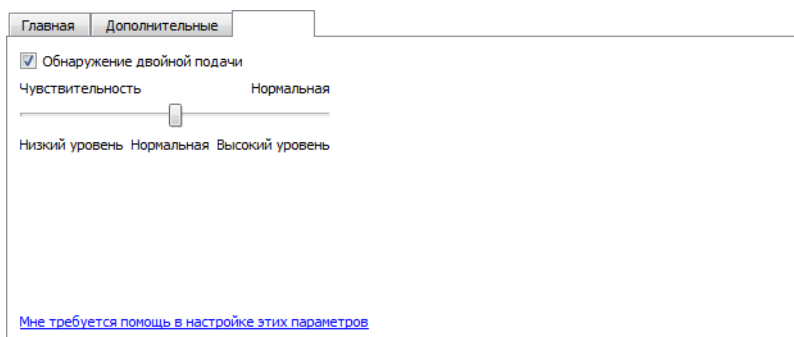 Главная Дополнительные
Обнаружение двойной подачи
Чувствительность Нормальная
Низкий уровень Нормальная Высокий уровень
Мне требуется помощь в настройке этих параметров